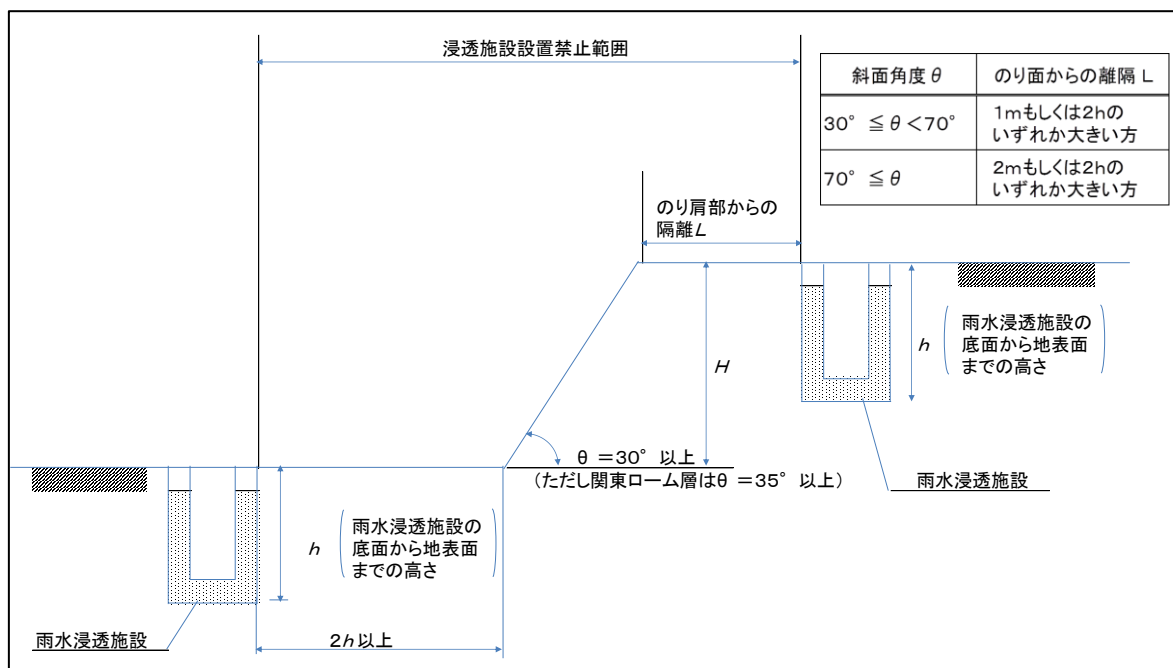 浸透施設設置禁止範囲
斜面角度θ
のり面からの離隔L
30° ≦θ<70°
1mもしくは2hの
いずれか大きい方
70° ≦θ
2mもしくは2hの
いずれか大きい方
のり肩部からの
隔離L
H
h
雨水浸透施設の
底面から地表面
までの高さ
θ =30° 以上
(ただし関東ローム層はθ =35° 以上)
雨水浸透施設
h
雨水浸透施設の
底面から地表面
までの高さ
雨水浸透施設
2h以上